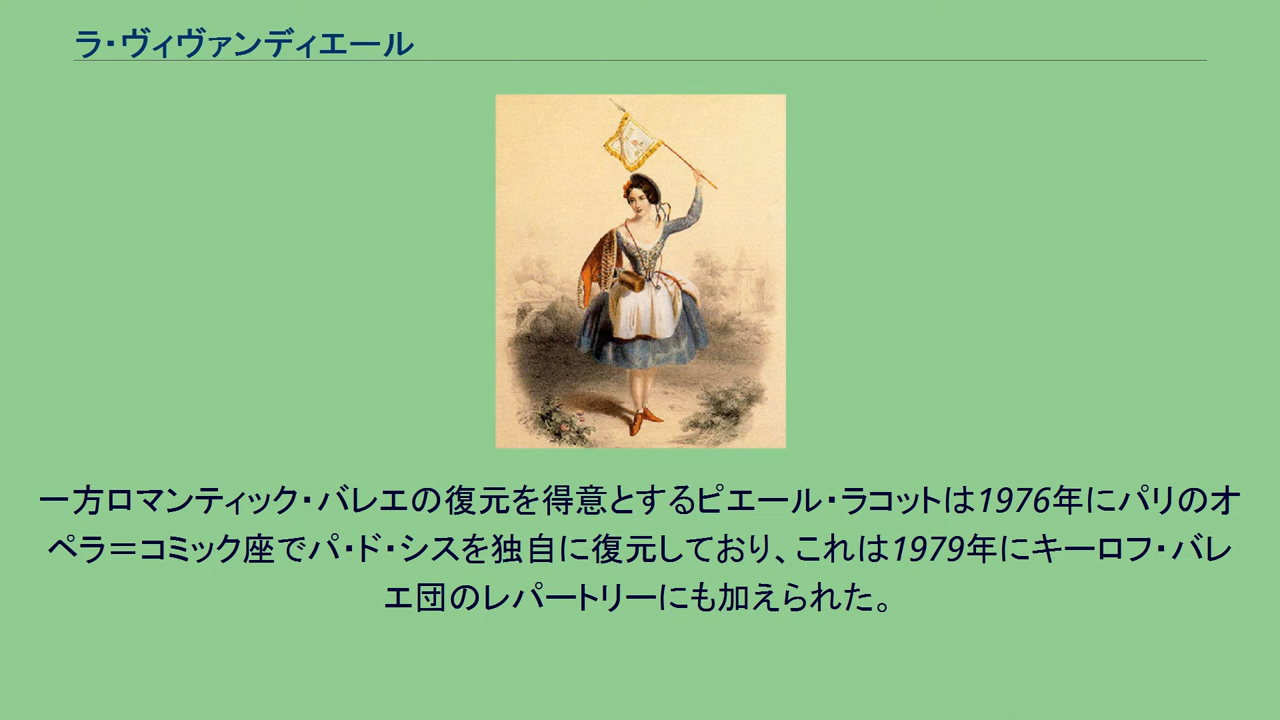 ラ・ヴィヴァンディエール
一方ロマンティック・バレエの復元を得意とするピエール・ラコットは1976年にパリのオ
ペラ＝コミック座でパ・ド・シスを独自に復元しており、これは1979年にキーロフ・バレ
エ団のレパートリーにも加えられた。